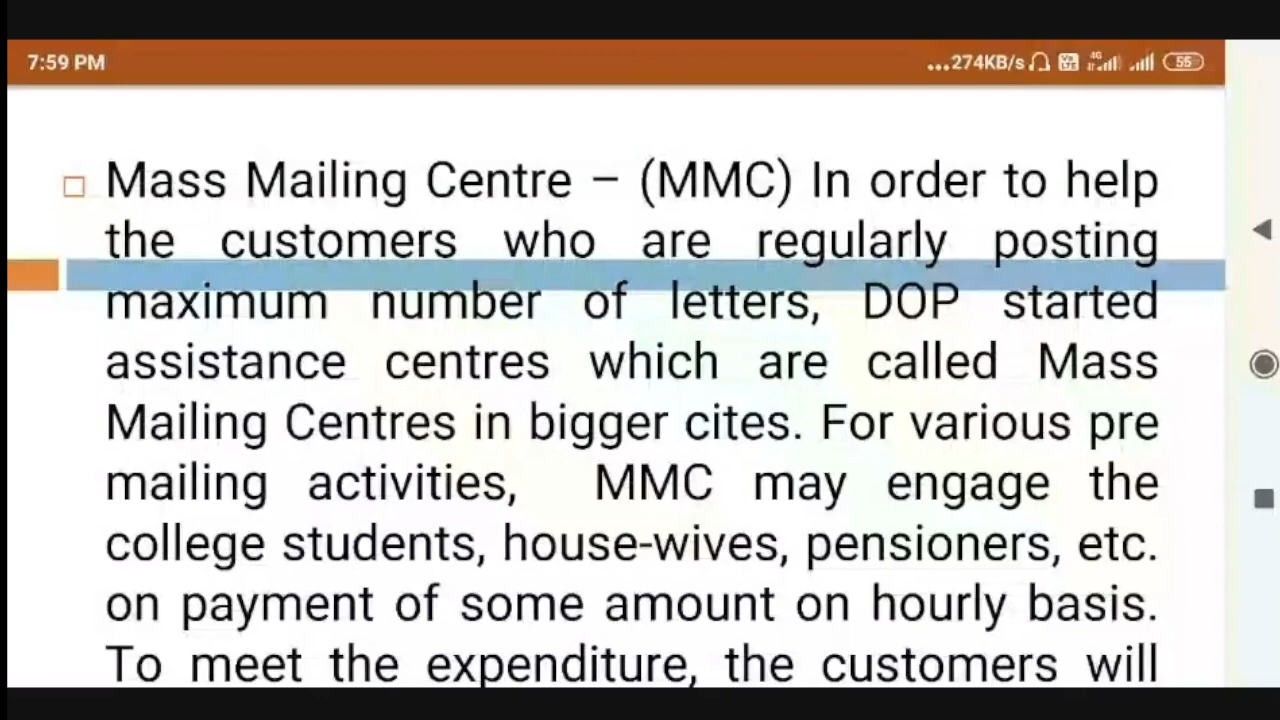 7:59 PM
...274KB/s 4G 55
Mass Mailing Centre – (MMC) In order to help
the customers who are regularly posting
maximum number of letters, DOP started
assistance centres which are called Mass
Mailing Centres in bigger cites. For various pre
mailing activities, MMC may engage the
college students, house-wives, pensioners, etc.
on payment of some amount on hourly basis.
To meet the expenditure, the customers will